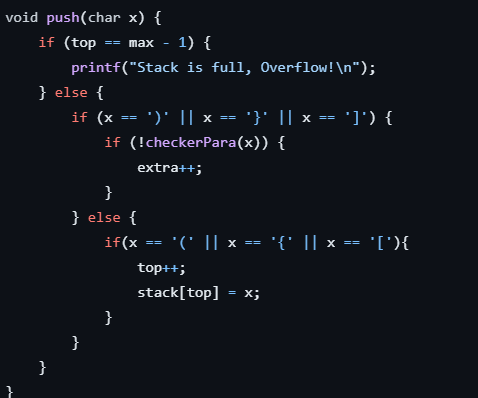 void push(char x) {
    if (top == max - 1) {
        printf("Stack is full, Overflow!\n");
    } else {
        if (x == ')' || x == '}' || x == ']') {
            if (!checkerPara(x)) {
                extra++;
            }
        } else {
            if(x == '(' || x == '{' || x == '['){
                top++;
                stack[top] = x;
            }
        }
    }
}